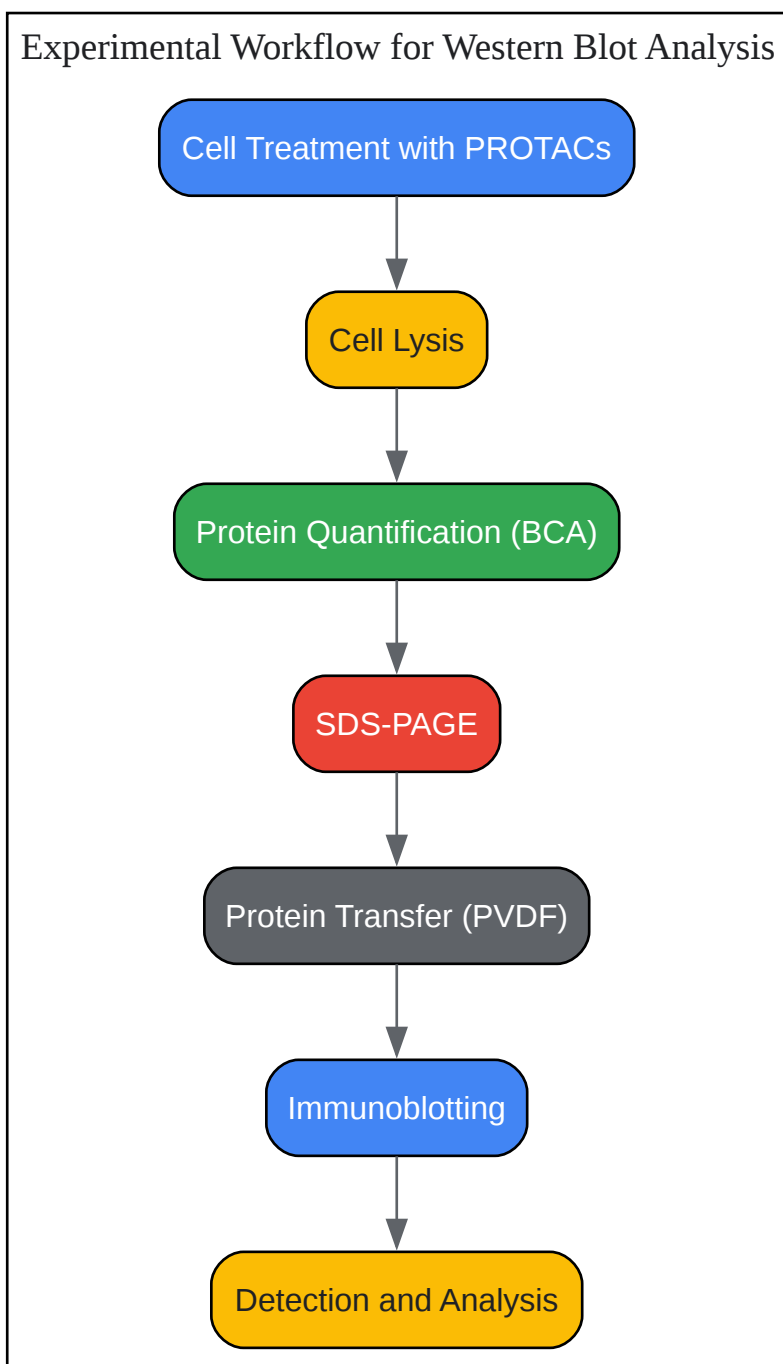 Experimental Workflow for Western Blot Analysis
Cell Treatment with PROTACs
Cell Lysis
Protein Quantification (BCA)
SDS-PAGE
Protein Transfer (PVDF)
Immunoblotting
Detection and Analysis